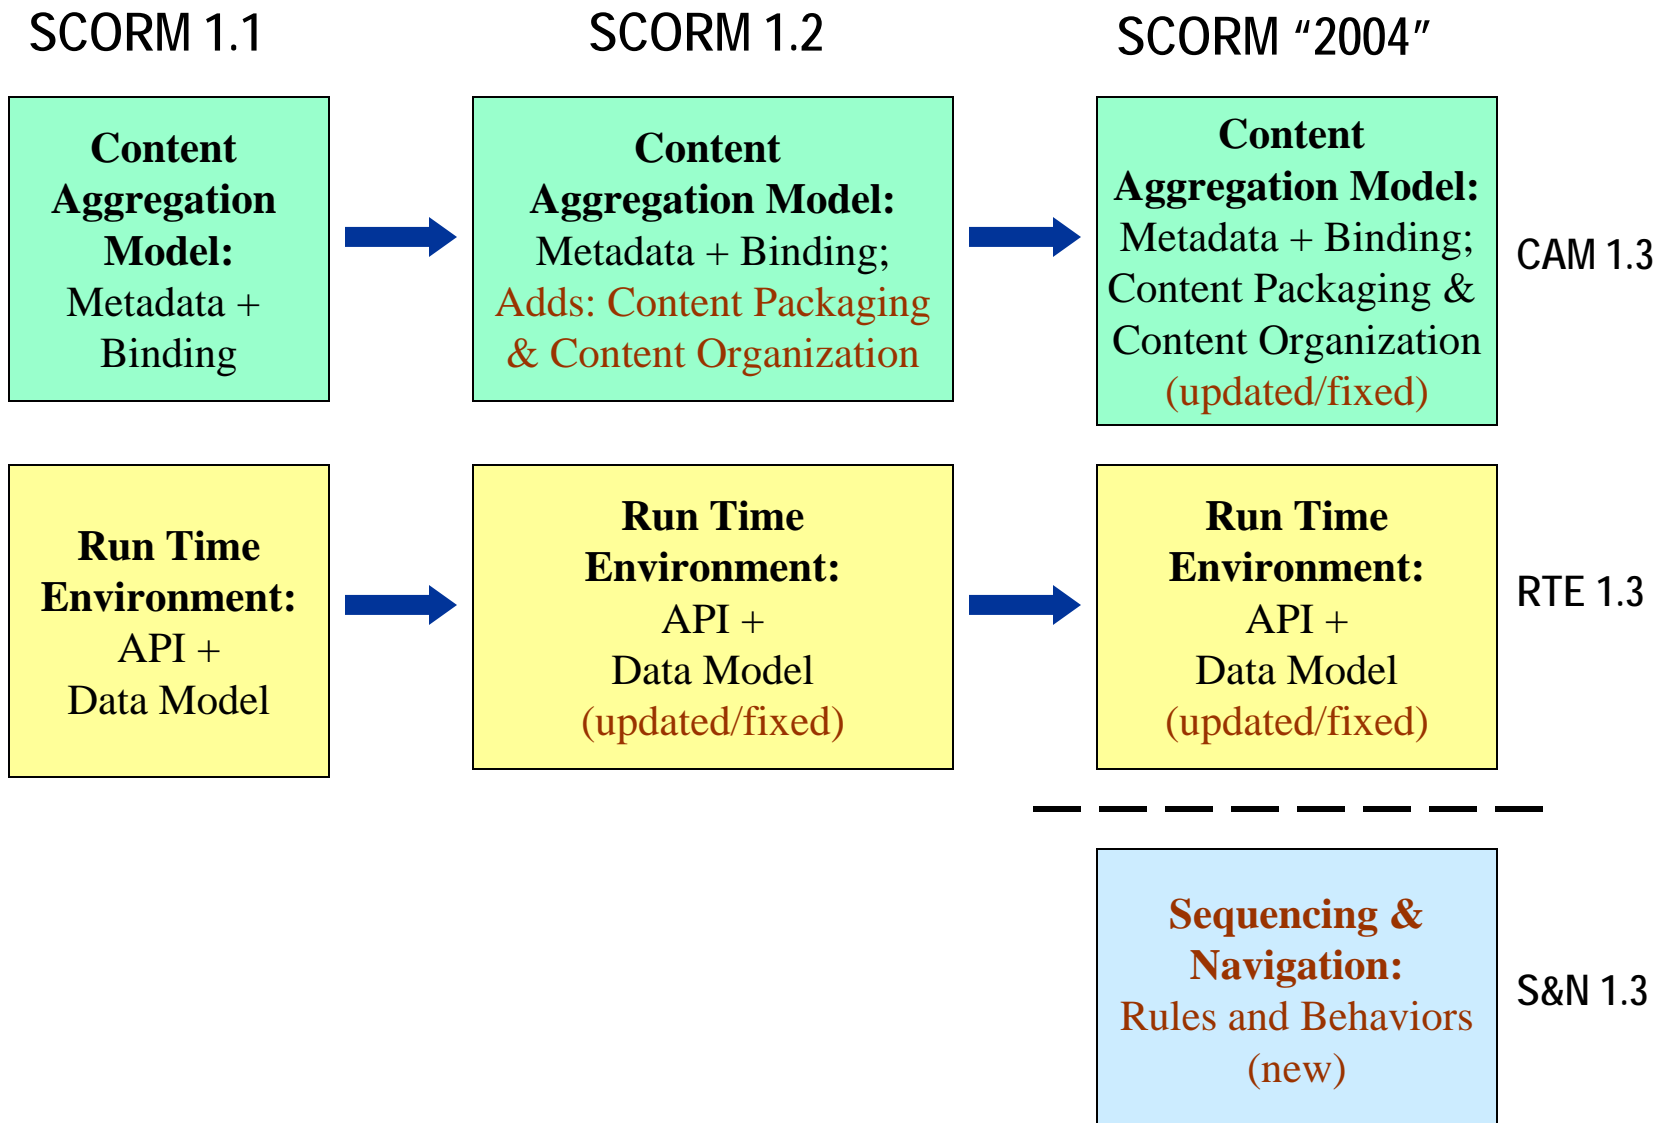 SCORM 1.1
SCORM 1.2
SCORM “2004”
Content
Aggregation
Model:
Metadata +
Binding
Content
Aggregation Model:
Metadata + Binding;
Adds: Content Packaging
& Content Organization
Content
Aggregation Model:
Metadata + Binding;
Content Packaging &
Content Organization
(updated/fixed)
CAM 1.3
Run Time
Environment:
API +
Data Model
Run Time
Environment:
API +
Data Model
(updated/fixed)
Run Time
Environment:
API +
Data Model
(updated/fixed)
RTE 1.3
Sequencing &
Navigation:
Rules and Behaviors
(new)
S&N 1.3